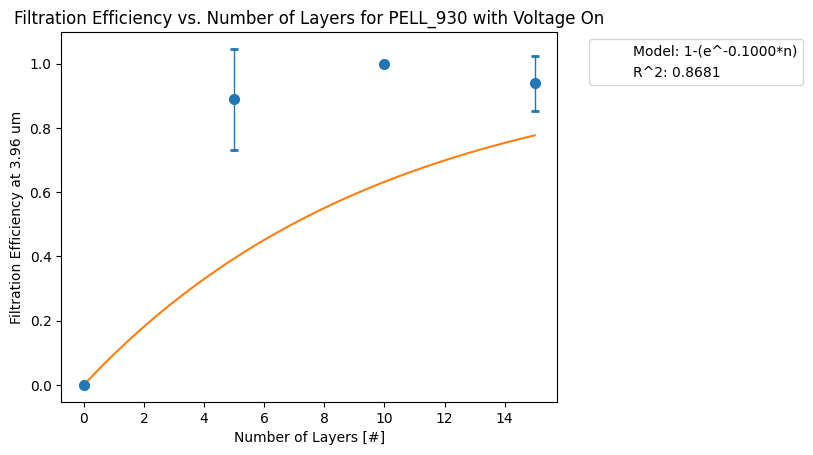 Filtration Efficiency vs. Number of Layers for PELL_930 with Voltage On
Model: 1-(e^-0.1000*n)
R^2: 0.8681
Filtration Efficiency at 3.96 um
1.0
0.8
0.6
0.4
0.2
0.0
0 2 4 6 8 10 12 14
Number of Layers [#]